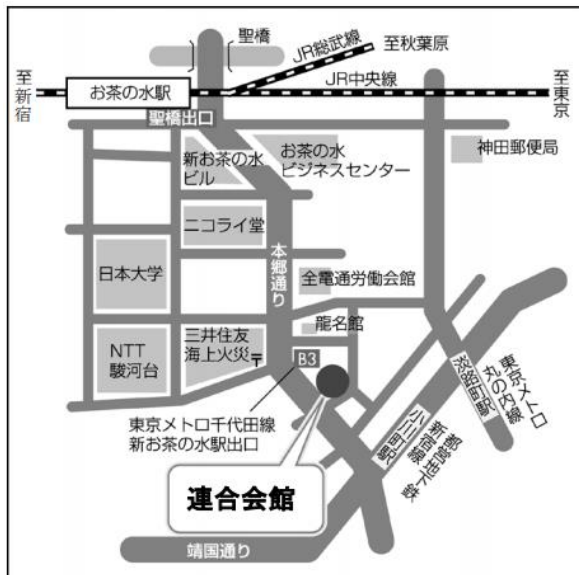 聖橋
JR総武線
至秋葉原
至新宿
お茶の水駅
JR中央線
至東京
聖橋出口
新お茶の水
ビル
お茶の水
ビジネスセンター
神田郵便局
ニコライ堂
本郷通り
日本大学
全電通労働会館
龍名館
NTT
駿河台
三井住友
海上火災〒
B3
東京メトロ
丸の内線
淡路町駅
東京メトロ千代田線
新お茶の水駅出口
都営地下鉄
新宿線
小川町駅
連合会館
靖国通り